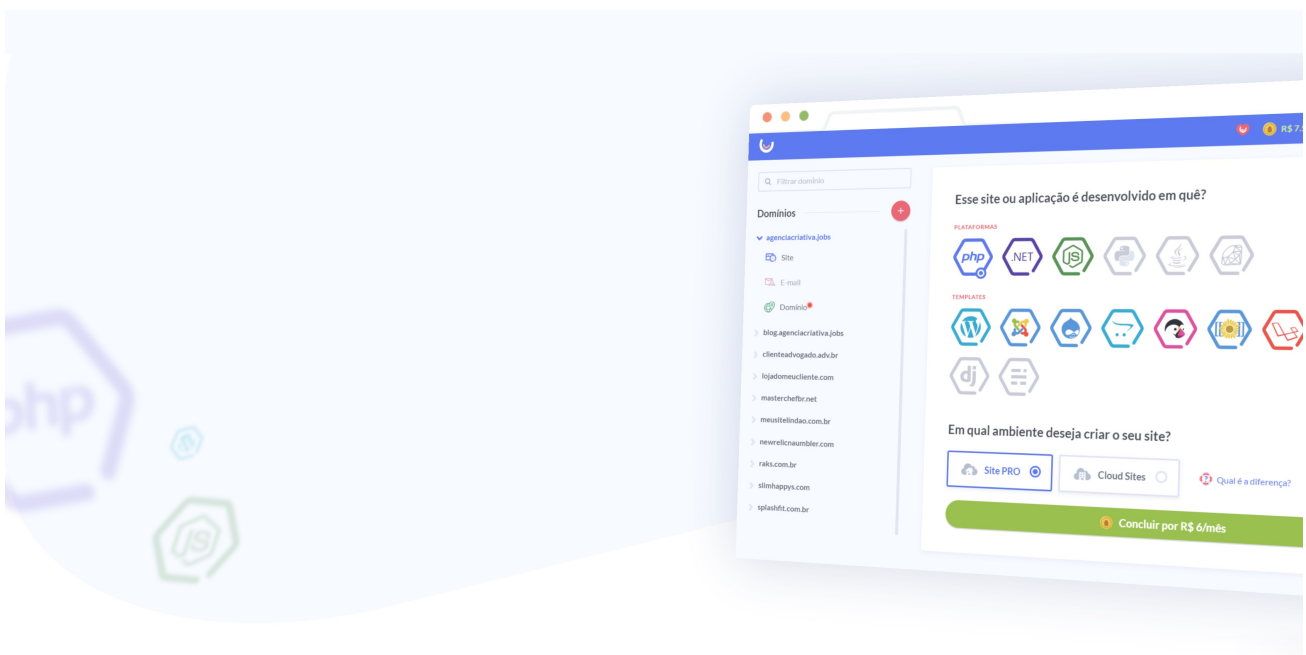 R$ 7.
Filtrar domínio
Domínios
agenciacriativa.jobs
Site
E-mail
Domínio
blog.agenciacriativa.jobs
clienteadvogado.adv.br
lojadomeucliente.com
masterchefbr.net
meusitelindao.com.br
newrelicnaumbler.com
raks.com.br
slimhappys.com
splashfit.com.br
Esse site ou aplicação é desenvolvido em quê?
PLATAFORMAS
php
.NET
JS
TEMPLATES
dj
Em qual ambiente deseja criar o seu site?
Site PRO
Cloud Sites
Qual é a diferença?
Concluir por R$ 6/mês
php
JS